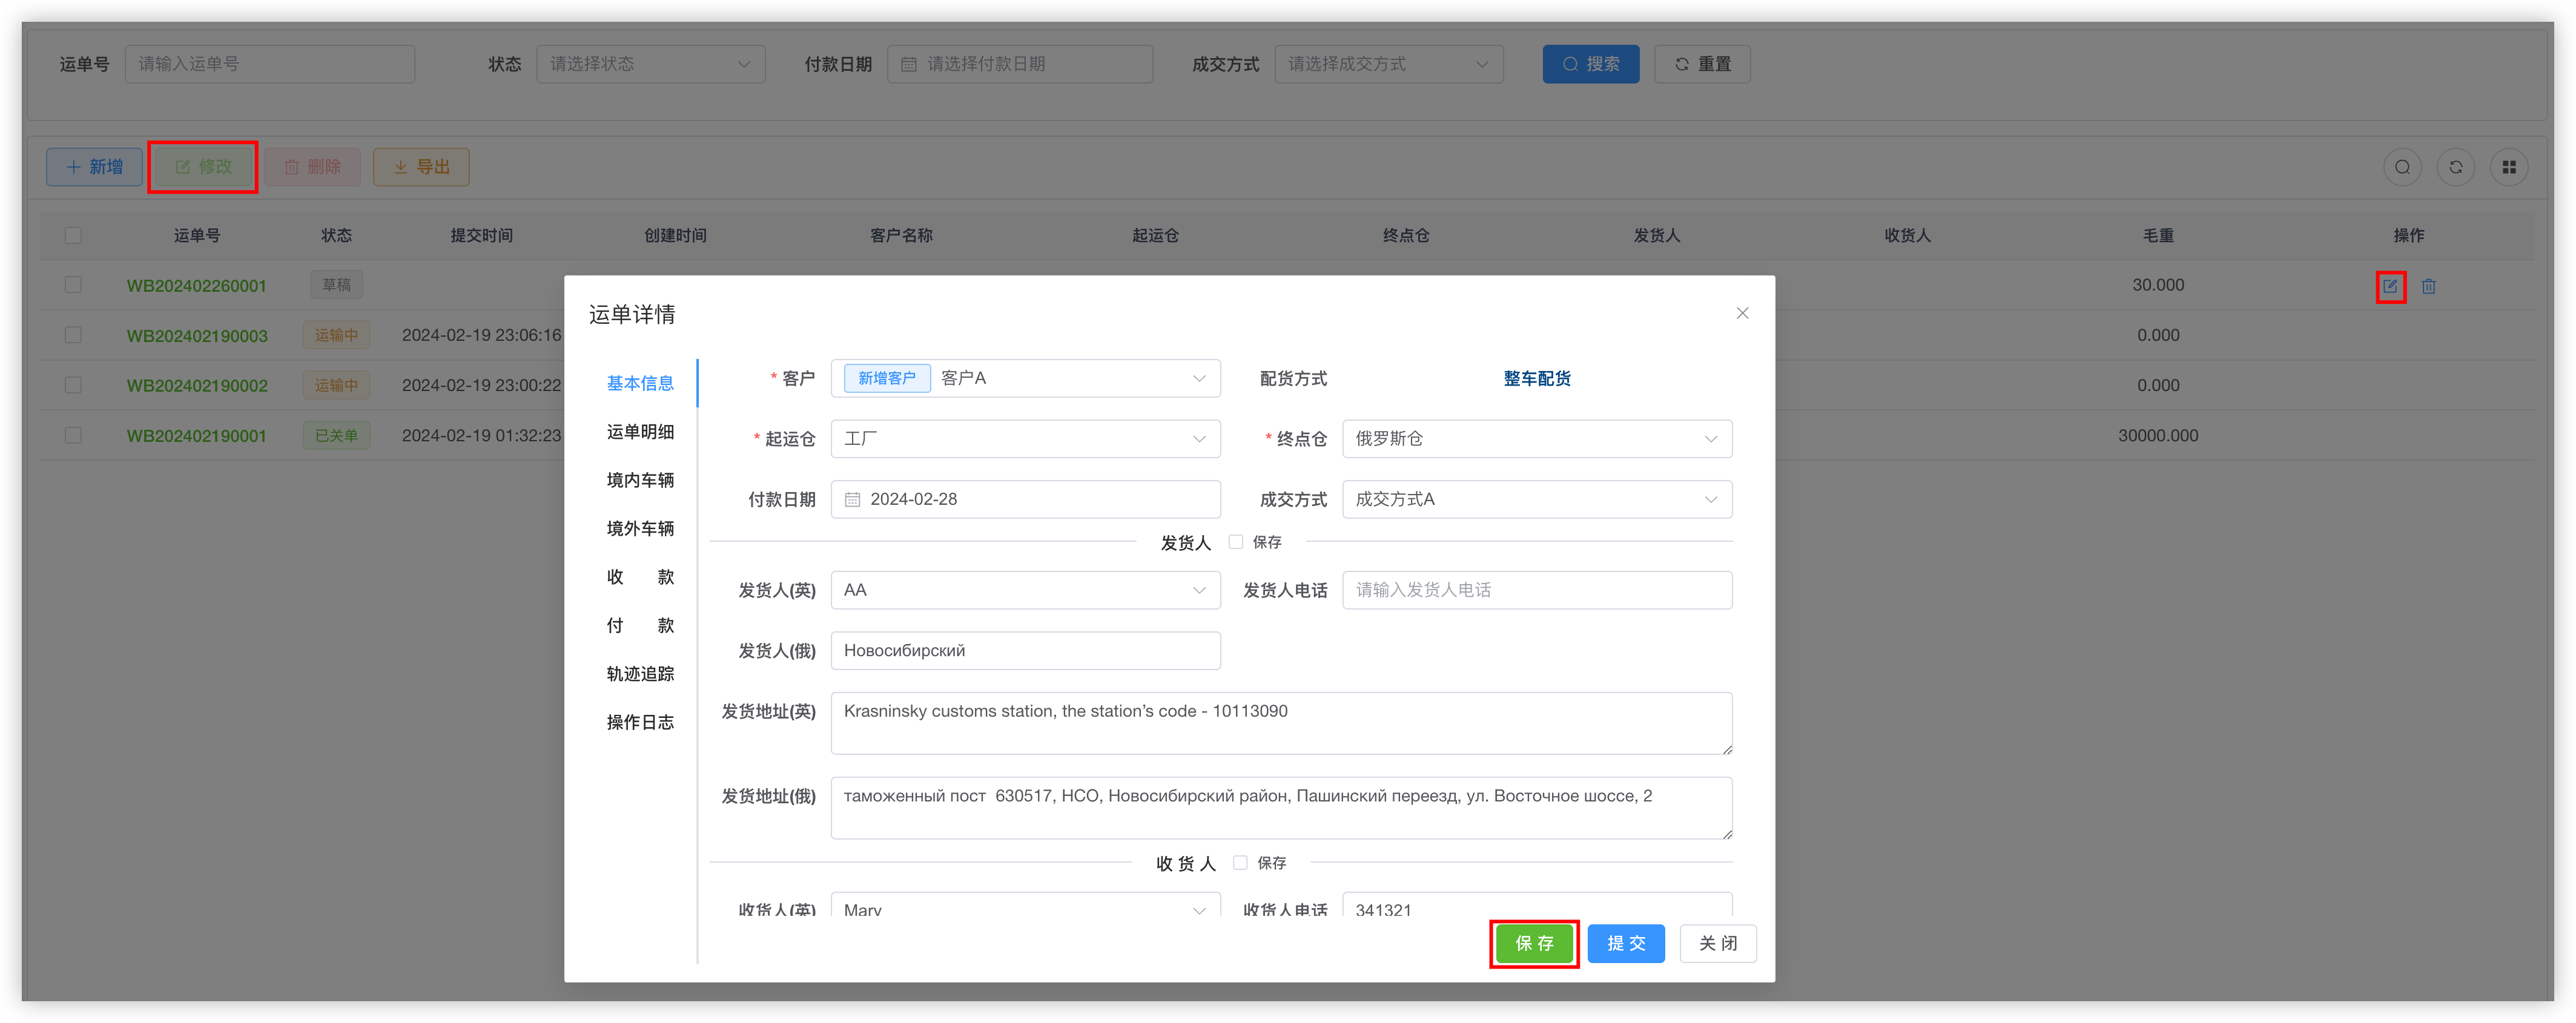 运单号 请输入运单号 状态 请选择状态 付款日期 请选择付款日期 成交方式 请选择成交方式 搜索 重置
新增 修改 删除 导出
运单号 状态 提交时间 创建时间 客户名称 起运仓 终点仓 发货人 收货人 毛重 操作
WB202402260001 草稿 30.000
WB202402190003 运输中 2024-02-19 23:06:16 0.000
WB202402190002 运输中 2024-02-19 23:00:22 0.000
WB202402190001 已关单 2024-02-19 01:32:23 30000.000
运单详情
基本信息
运单明细
境内车辆
境外车辆
收 款
付 款
轨迹追踪
操作日志
* 客户 新增客户 客户A 配货方式 整车配货
* 起运仓 工厂 * 终点仓 俄罗斯仓
付款日期 2024-02-28 成交方式 成交方式A
发货人 保存
发货人(英) AA 发货人电话 请输入发货人电话
发货人(俄) Новосибирский
发货地址(英) Krasninsky customs station, the station’s code - 10113090
发货地址(俄) таможенный пост  630517, НСО, Новосибирский район, Пашинский переезд, ул. Восточное шоссе, 2
收 货 人 保存
收货人(英) Mary 收货人电话 341321
保 存 提 交 关 闭